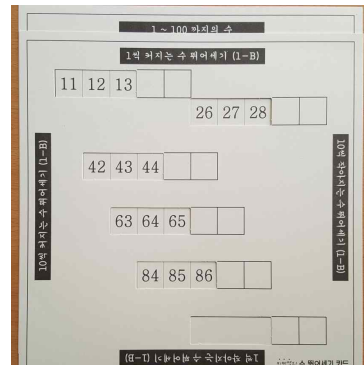 1 ~ 100 까지의 수
1씩 커지는 수 뛰어세기 (1-B)
11 12 13
26 27 28
42 43 44
63 64 65
84 85 86
10씩 커지는 수 뛰어세기 (1-B)
10씩 작아지는 수 뛰어세기 (1-B)
1씩 작아지는 수 뛰어세기 (1-B)
수 뛰어세기 카드